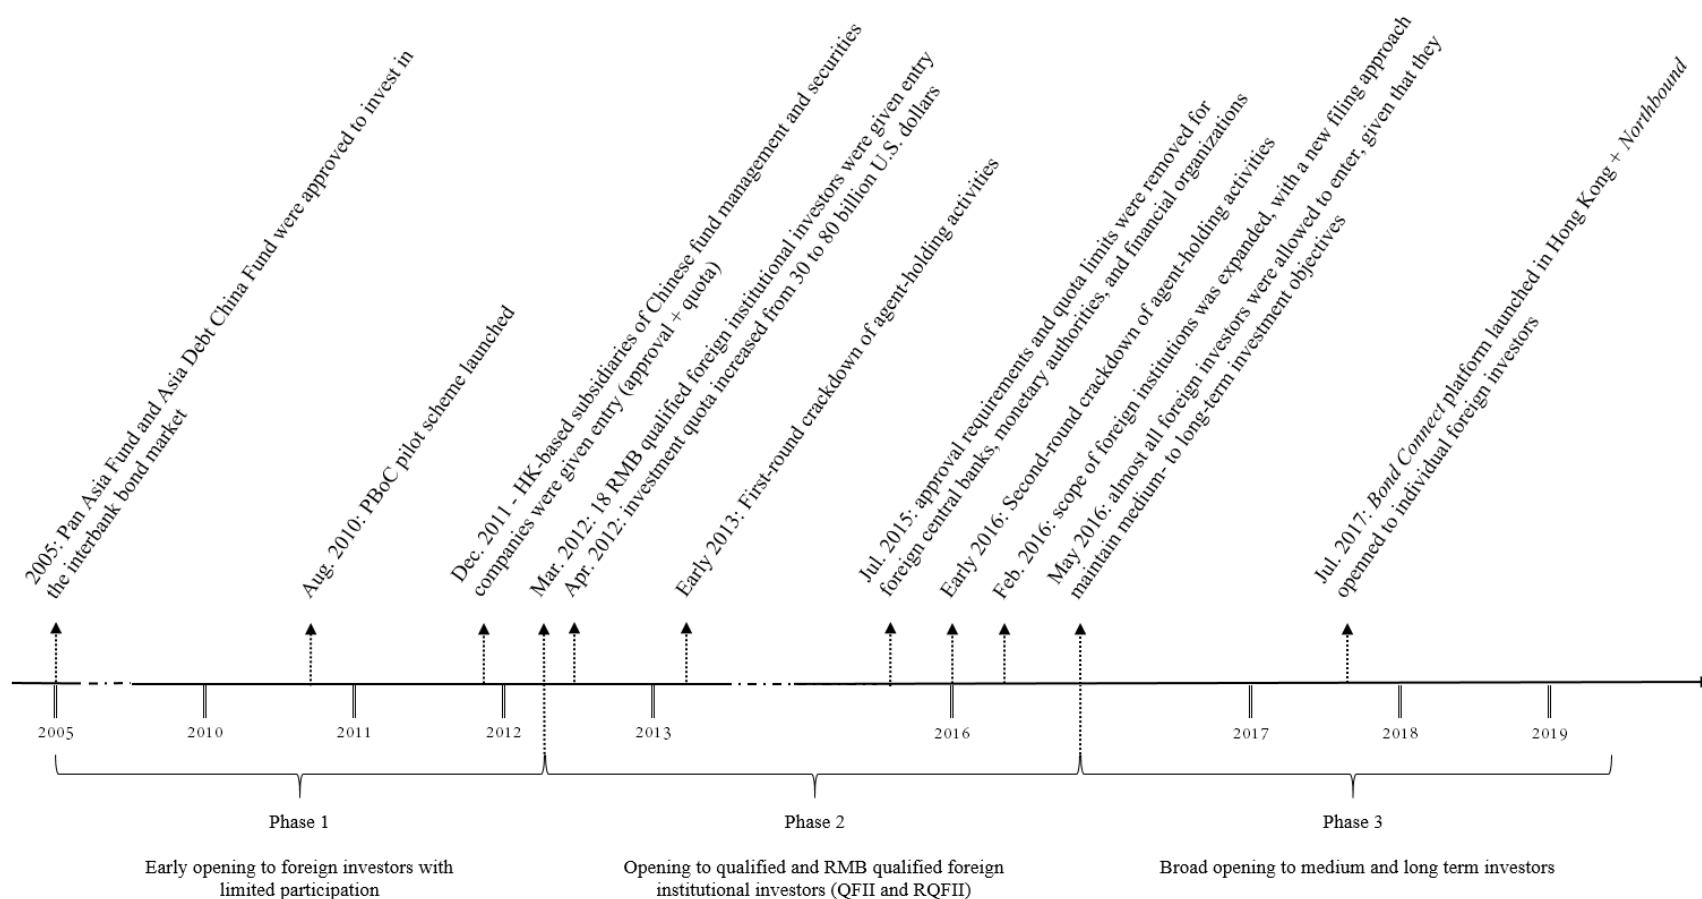 2005: Pan Asia Fund and Asia Debt China Fund were approved to invest in
the interbank bond market
Aug. 2010: PBoC pilot scheme launched
Dec. 2011 - HK-based subsidiaries of Chinese fund management and securities
companies were given entry (approval + quota)
Mar. 2012: 18 RMB qualified foreign institutional investors were given entry
Apr. 2012: investment quota increased from 30 to 80 billion U.S. dollars
Early 2013: First-round crackdown of agent-holding activities
Jul. 2015: approval requirements and quota limits were removed for
foreign central banks, monetary authorities, and financial organizations
Early 2016: Second-round crackdown of agent-holding activities
Feb. 2016: scope of foreign institutions was expanded, with a new filing approach
May 2016: almost all foreign investors were allowed to enter, given that they
maintain medium- to long-term investment objectives
Jul. 2017: Bond Connect platform launched in Hong Kong + Northbound
openned to individual foreign investors
2005
2010
2011
2012
2013
2016
2017
2018
2019
Phase 1
Early opening to foreign investors with
limited participation
Phase 2
Opening to qualified and RMB qualified foreign
institutional investors (QFII and RQFII)
Phase 3
Broad opening to medium and long term investors